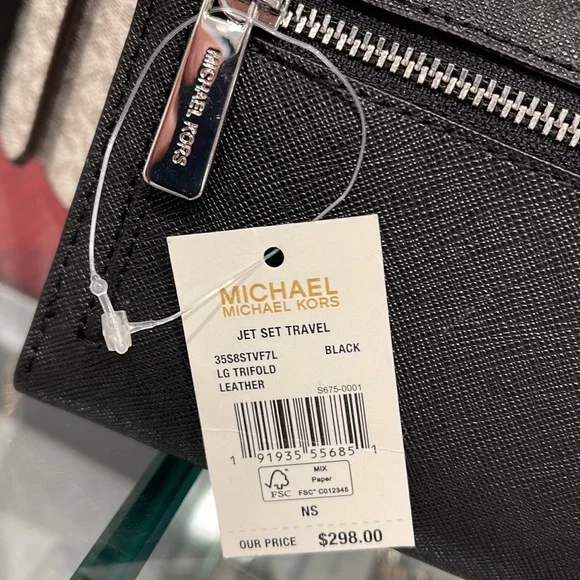 MICHAEL KORS
MICHAEL
MICHAEL KORS
JET SET TRAVEL
35S8STVF7L BLACK
LG TRIFOLD
LEATHER
S675-0001
1 91935 55685 1
MIX
Paper
FSC FSC™ C012345
NS
OUR PRICE $298.00